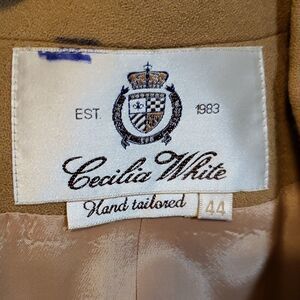 EST. 1983
Cecilia White
Hand tailored 44